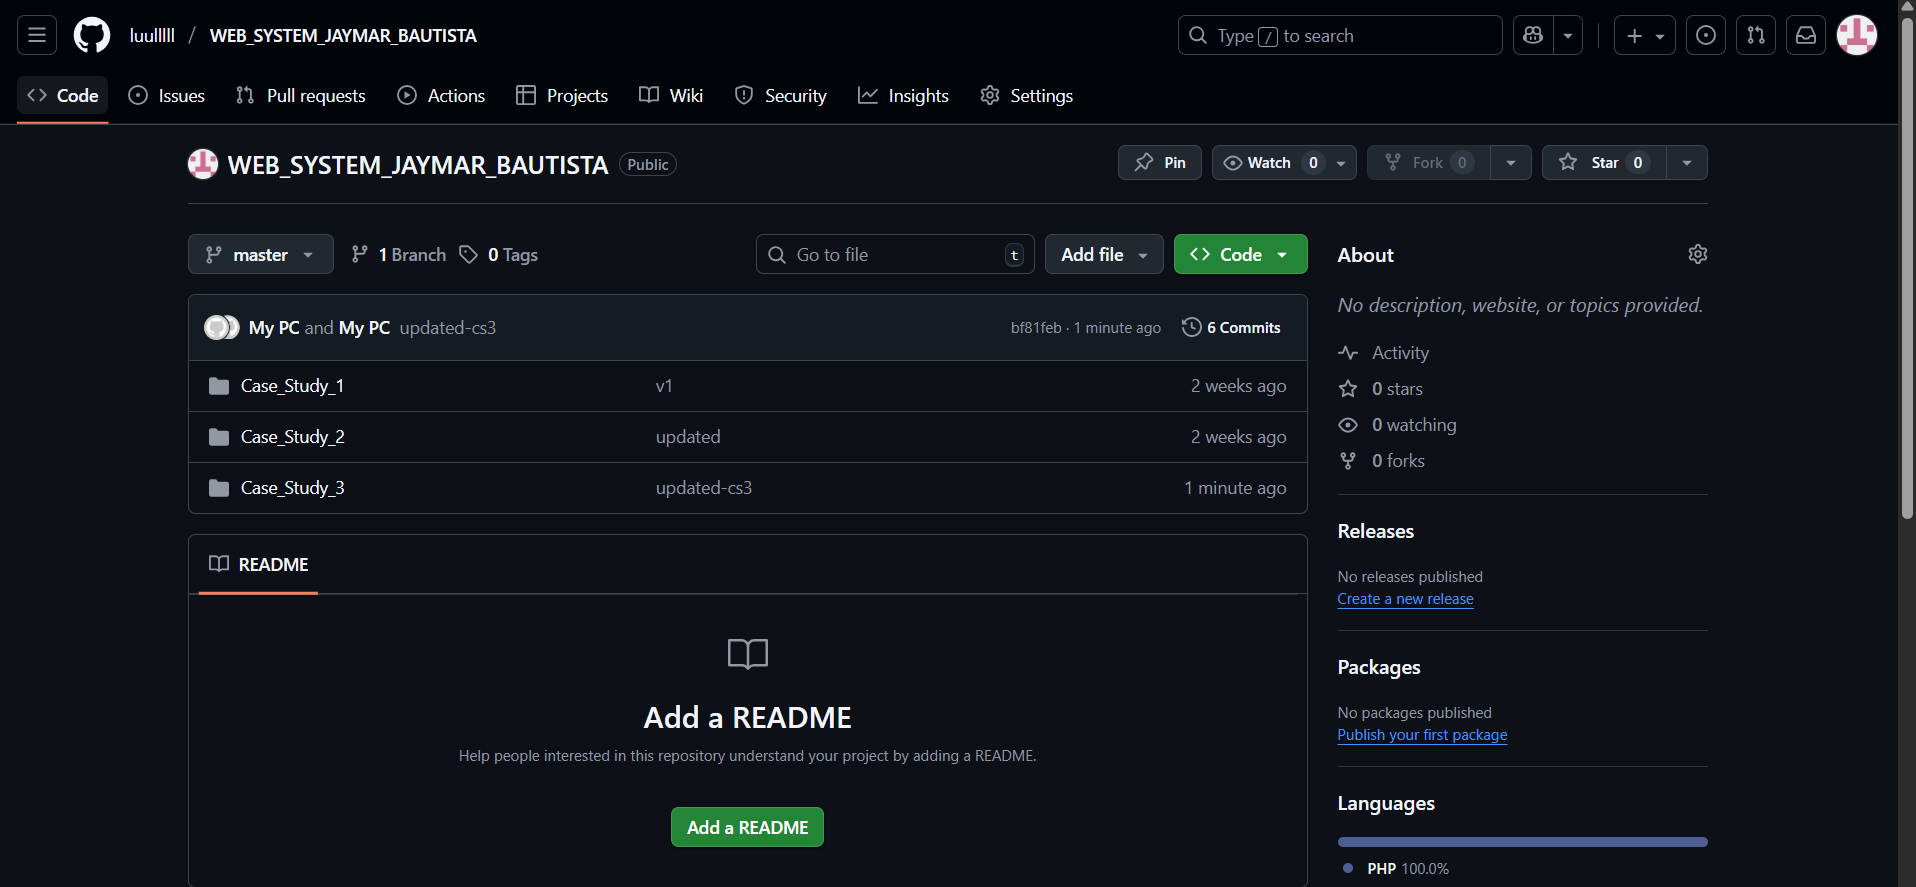 luulllll / WEB_SYSTEM_JAYMAR_BAUTISTA
Type / to search
Code Issues Pull requests Actions Projects Wiki Security Insights Settings
WEB_SYSTEM_JAYMAR_BAUTISTA Public
Pin Watch 0 Fork 0 Star 0
master 1 Branch 0 Tags Go to file t Add file Code
My PC and My PC updated-cs3 bf81feb · 1 minute ago 6 Commits
Case_Study_1 v1 2 weeks ago
Case_Study_2 updated 2 weeks ago
Case_Study_3 updated-cs3 1 minute ago
README
Add a README
Help people interested in this repository understand your project by adding a README.
Add a README
About
No description, website, or topics provided.
Activity
0 stars
0 watching
0 forks
Releases
No releases published
Create a new release
Packages
No packages published
Publish your first package
Languages
PHP 100.0%